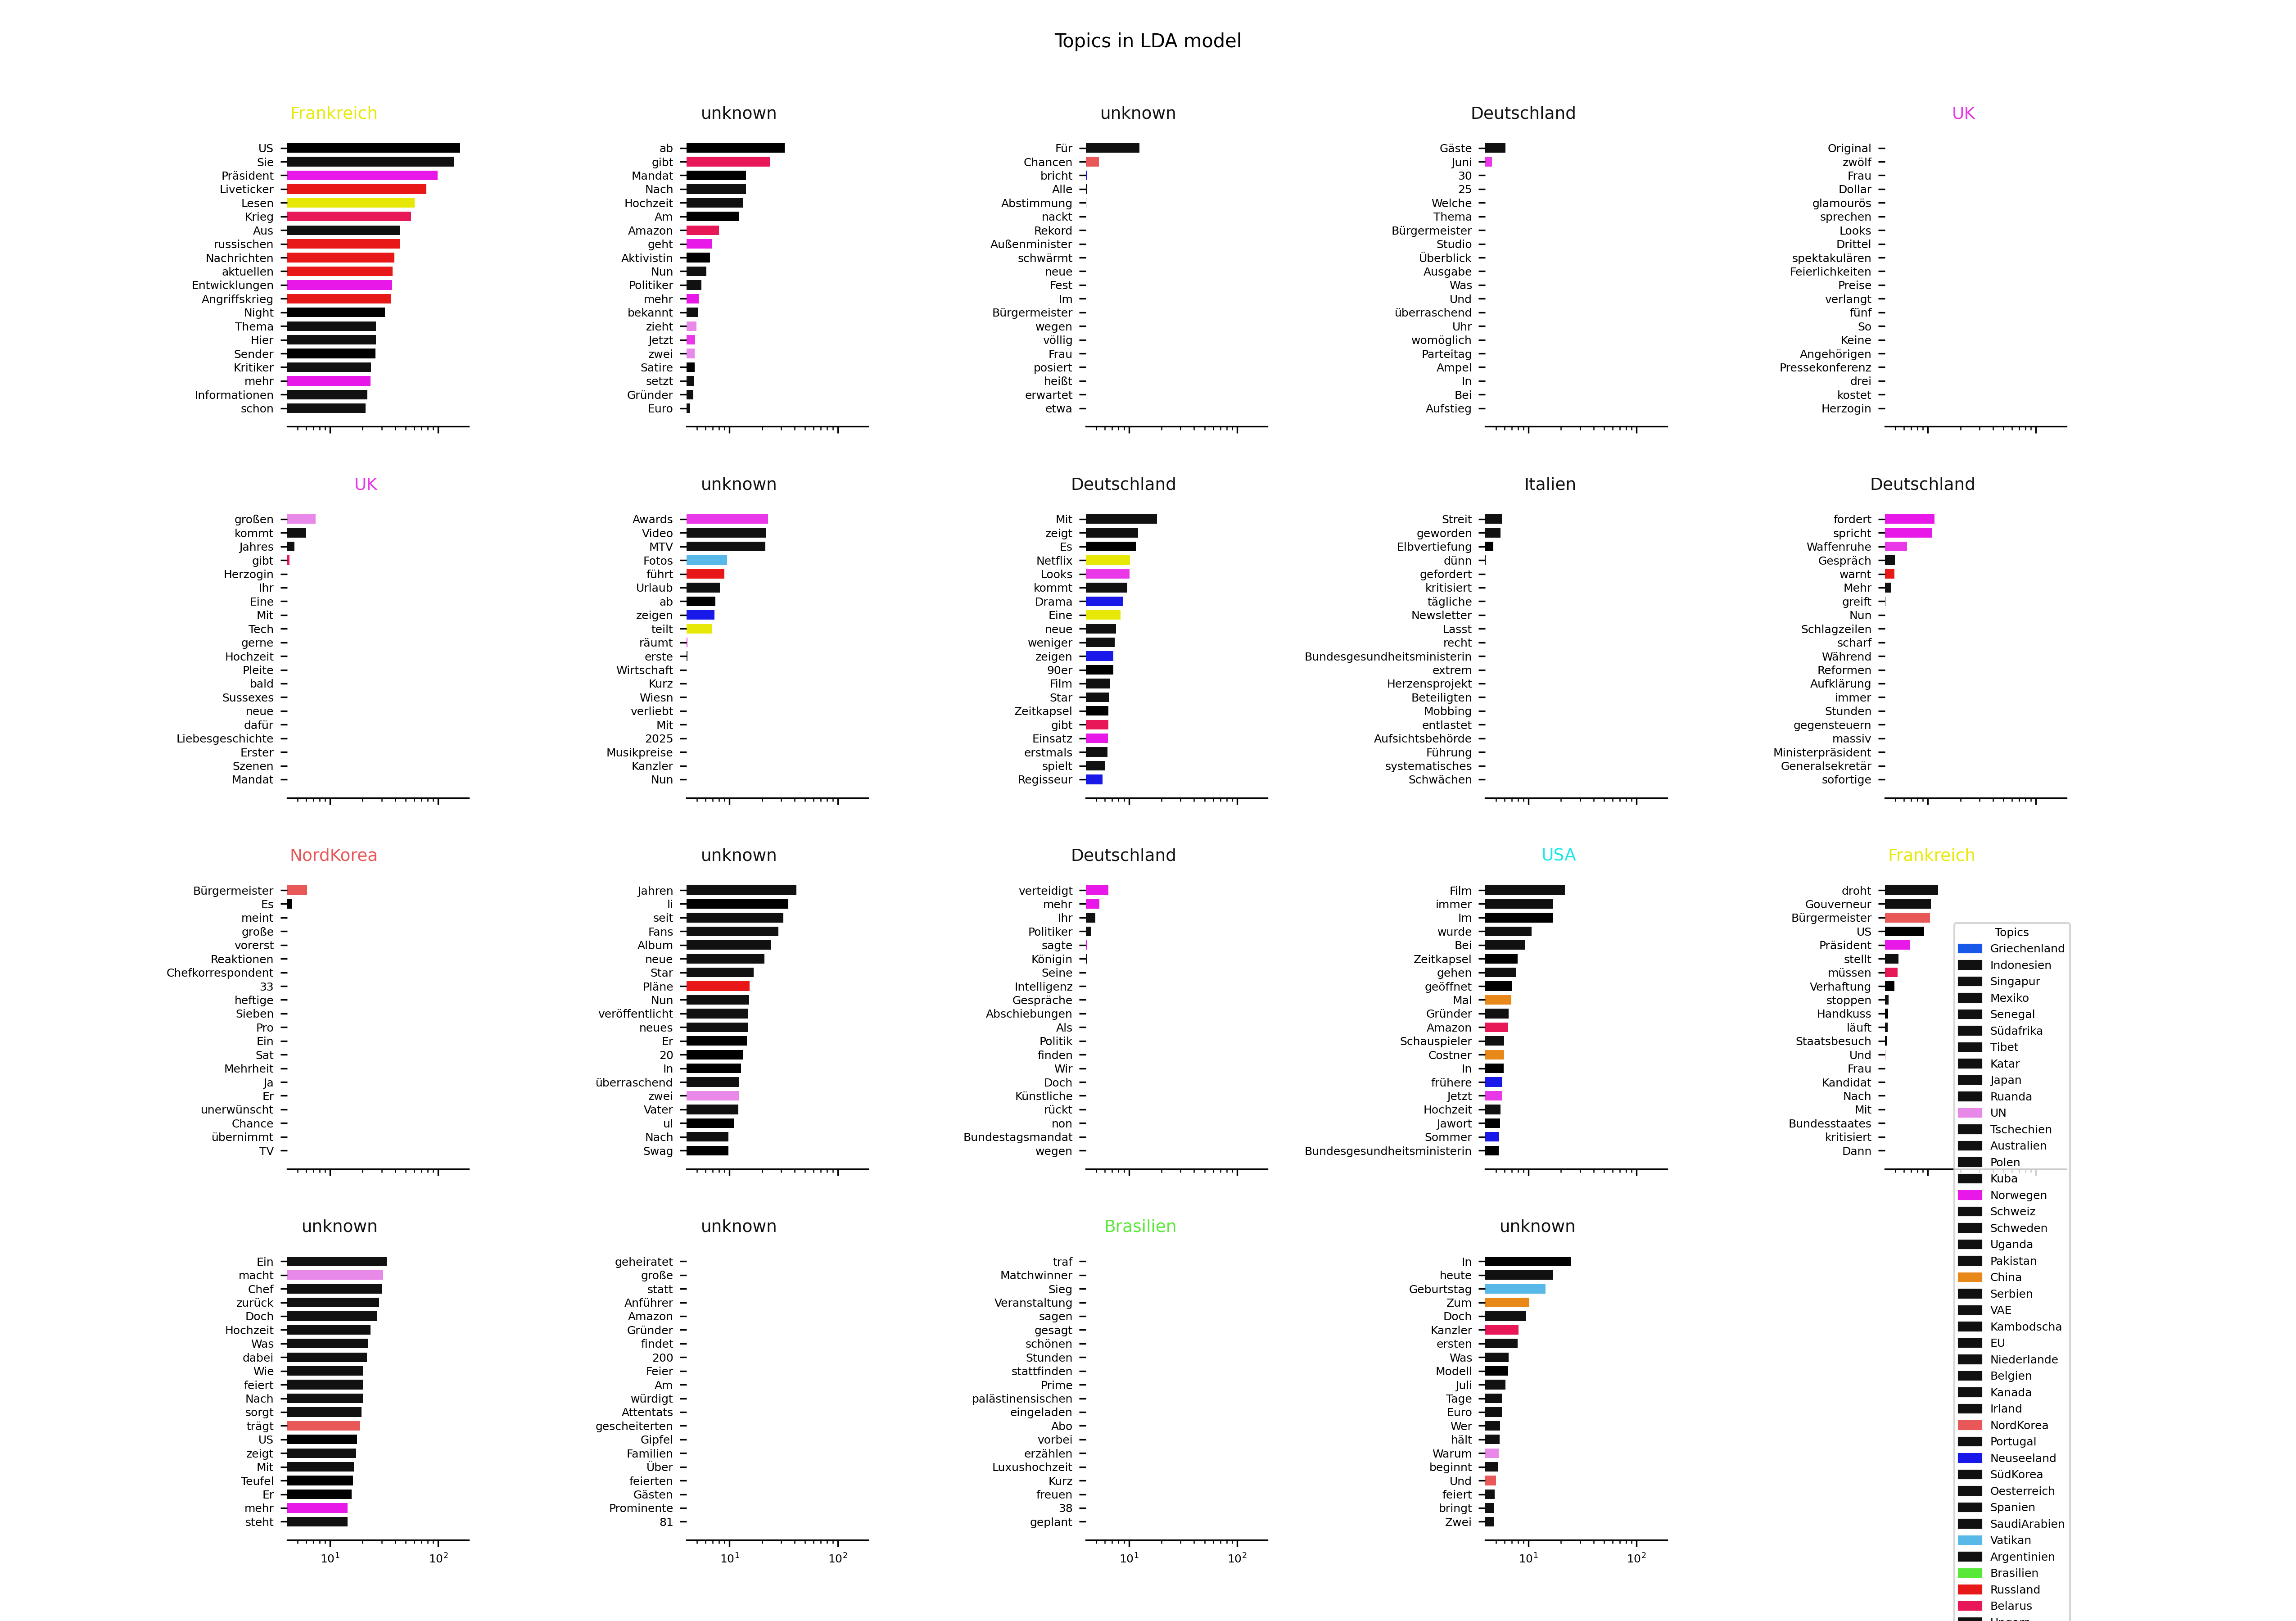 Topics in LDA model
Frankreich
US
Sie
Präsident
Liveticker
Lesen
Krieg
Aus
russischen
Nachrichten
aktuellen
Entwicklungen
Angriffskrieg
Night
Thema
Hier
Sender
Kritiker
mehr
Informationen
schon
unknown
ab
gibt
Mandat
Nach
Hochzeit
Am
Amazon
geht
Aktivistin
Nun
Politiker
mehr
bekannt
zieht
Jetzt
zwei
Satire
setzt
Gründer
Euro
unknown
Für
Chancen
bricht
Alle
Abstimmung
nackt
Rekord
Außenminister
schwärmt
neue
Fest
Im
Bürgermeister
wegen
völlig
Frau
posiert
heißt
erwartet
etwa
Deutschland
Gäste
Juni
30
25
Welche
Thema
Bürgermeister
Studio
Überblick
Ausgabe
Was
Und
überraschend
Uhr
womöglich
Parteitag
Ampel
In
Bei
Aufstieg
UK
Original
zwölf
Frau
Dollar
glamourös
sprechen
Looks
Drittel
spektakulären
Feierlichkeiten
Preise
verlangt
fünf
So
Keine
Angehörigen
Pressekonferenz
drei
kostet
Herzogin
UK
großen
kommt
Jahres
gibt
Herzogin
Ihr
Eine
Mit
Tech
gerne
Hochzeit
Pleite
bald
Sussexes
neue
dafür
Liebesgeschichte
Erster
Szenen
Mandat
unknown
Awards
Video
MTV
Fotos
führt
Urlaub
ab
zeigen
teilt
räumt
erste
Wirtschaft
Kurz
Wiesn
verliebt
Mit
2025
Musikpreise
Kanzler
Nun
Deutschland
Mit
zeigt
Es
Netflix
Looks
kommt
Drama
Eine
neue
weniger
zeigen
90er
Film
Star
Zeitkapsel
gibt
Einsatz
erstmals
spielt
Regisseur
Italien
Streit
geworden
Elbvertiefung
dünn
gefordert
kritisiert
tägliche
Newsletter
Lasst
recht
Bundesgesundheitsministerin
extrem
Herzensprojekt
Beteiligten
Mobbing
entlastet
Aufsichtsbehörde
Führung
systematisches
Schwächen
Deutschland
fordert
spricht
Waffenruhe
Gespräch
warnt
Mehr
greift
Nun
Schlagzeilen
scharf
Während
Reformen
Aufklärung
immer
Stunden
gegensteuern
massiv
Ministerpräsident
Generalsekretär
sofortige
NordKorea
Bürgermeister
Es
meint
große
vorerst
Reaktionen
Chefkorrespondent
33
heftige
Sieben
Pro
Ein
Sat
Mehrheit
Ja
Er
unerwünscht
Chance
übernimmt
TV
unknown
Jahren
li
seit
Fans
Album
neue
Star
Pläne
Nun
veröffentlicht
neues
Er
20
In
überraschend
zwei
Vater
ul
Nach
Swag
Deutschland
verteidigt
mehr
Ihr
Politiker
sagte
Königin
Seine
Intelligenz
Gespräche
Abschiebungen
Als
Politik
finden
Wir
Doch
Künstliche
rückt
non
Bundestagsmandat
wegen
USA
Film
immer
Im
wurde
Bei
Zeitkapsel
gehen
geöffnet
Mal
Gründer
Amazon
Schauspieler
Costner
In
frühere
Jetzt
Hochzeit
Jawort
Sommer
Bundesgesundheitsministerin
Frankreich
droht
Gouverneur
Bürgermeister
US
Präsident
stellt
müssen
Verhaftung
stoppen
Handkuss
läuft
Staatsbesuch
Und
Frau
Kandidat
Nach
Mit
Bundesstaates
kritisiert
Dann
unknown
Ein
macht
Chef
zurück
Doch
Hochzeit
Was
dabei
Wie
feiert
Nach
sorgt
trägt
US
zeigt
Mit
Teufel
Er
mehr
steht
10^1 10^2
unknown
geheiratet
große
statt
Anführer
Amazon
Gründer
findet
200
Feier
Am
würdigt
Attentats
gescheiterten
Gipfel
Familien
Über
feierten
Gästen
Prominente
81
10^1 10^2
Brasilien
traf
Matchwinner
Sieg
Veranstaltung
sagen
gesagt
schönen
Stunden
stattfinden
Prime
palästinensischen
eingeladen
Abo
vorbei
erzählen
Luxushochzeit
Kurz
freuen
38
geplant
10^1 10^2
unknown
In
heute
Geburtstag
Zum
Doch
Kanzler
ersten
Was
Modell
Juli
Tage
Euro
Wer
hält
Warum
beginnt
Und
feiert
bringt
Zwei
10^1 10^2
Topics
Griechenland
Indonesien
Singapur
Mexiko
Senegal
Südafrika
Tibet
Katar
Japan
Ruanda
UN
Tschechien
Australien
Polen
Kuba
Norwegen
Schweiz
Schweden
Uganda
Pakistan
China
Serbien
VAE
Kambodscha
EU
Niederlande
Belgien
Kanada
Irland
NordKorea
Portugal
Neuseeland
SüdKorea
Oesterreich
Spanien
SaudiArabien
Vatikan
Argentinien
Brasilien
Russland
Belarus